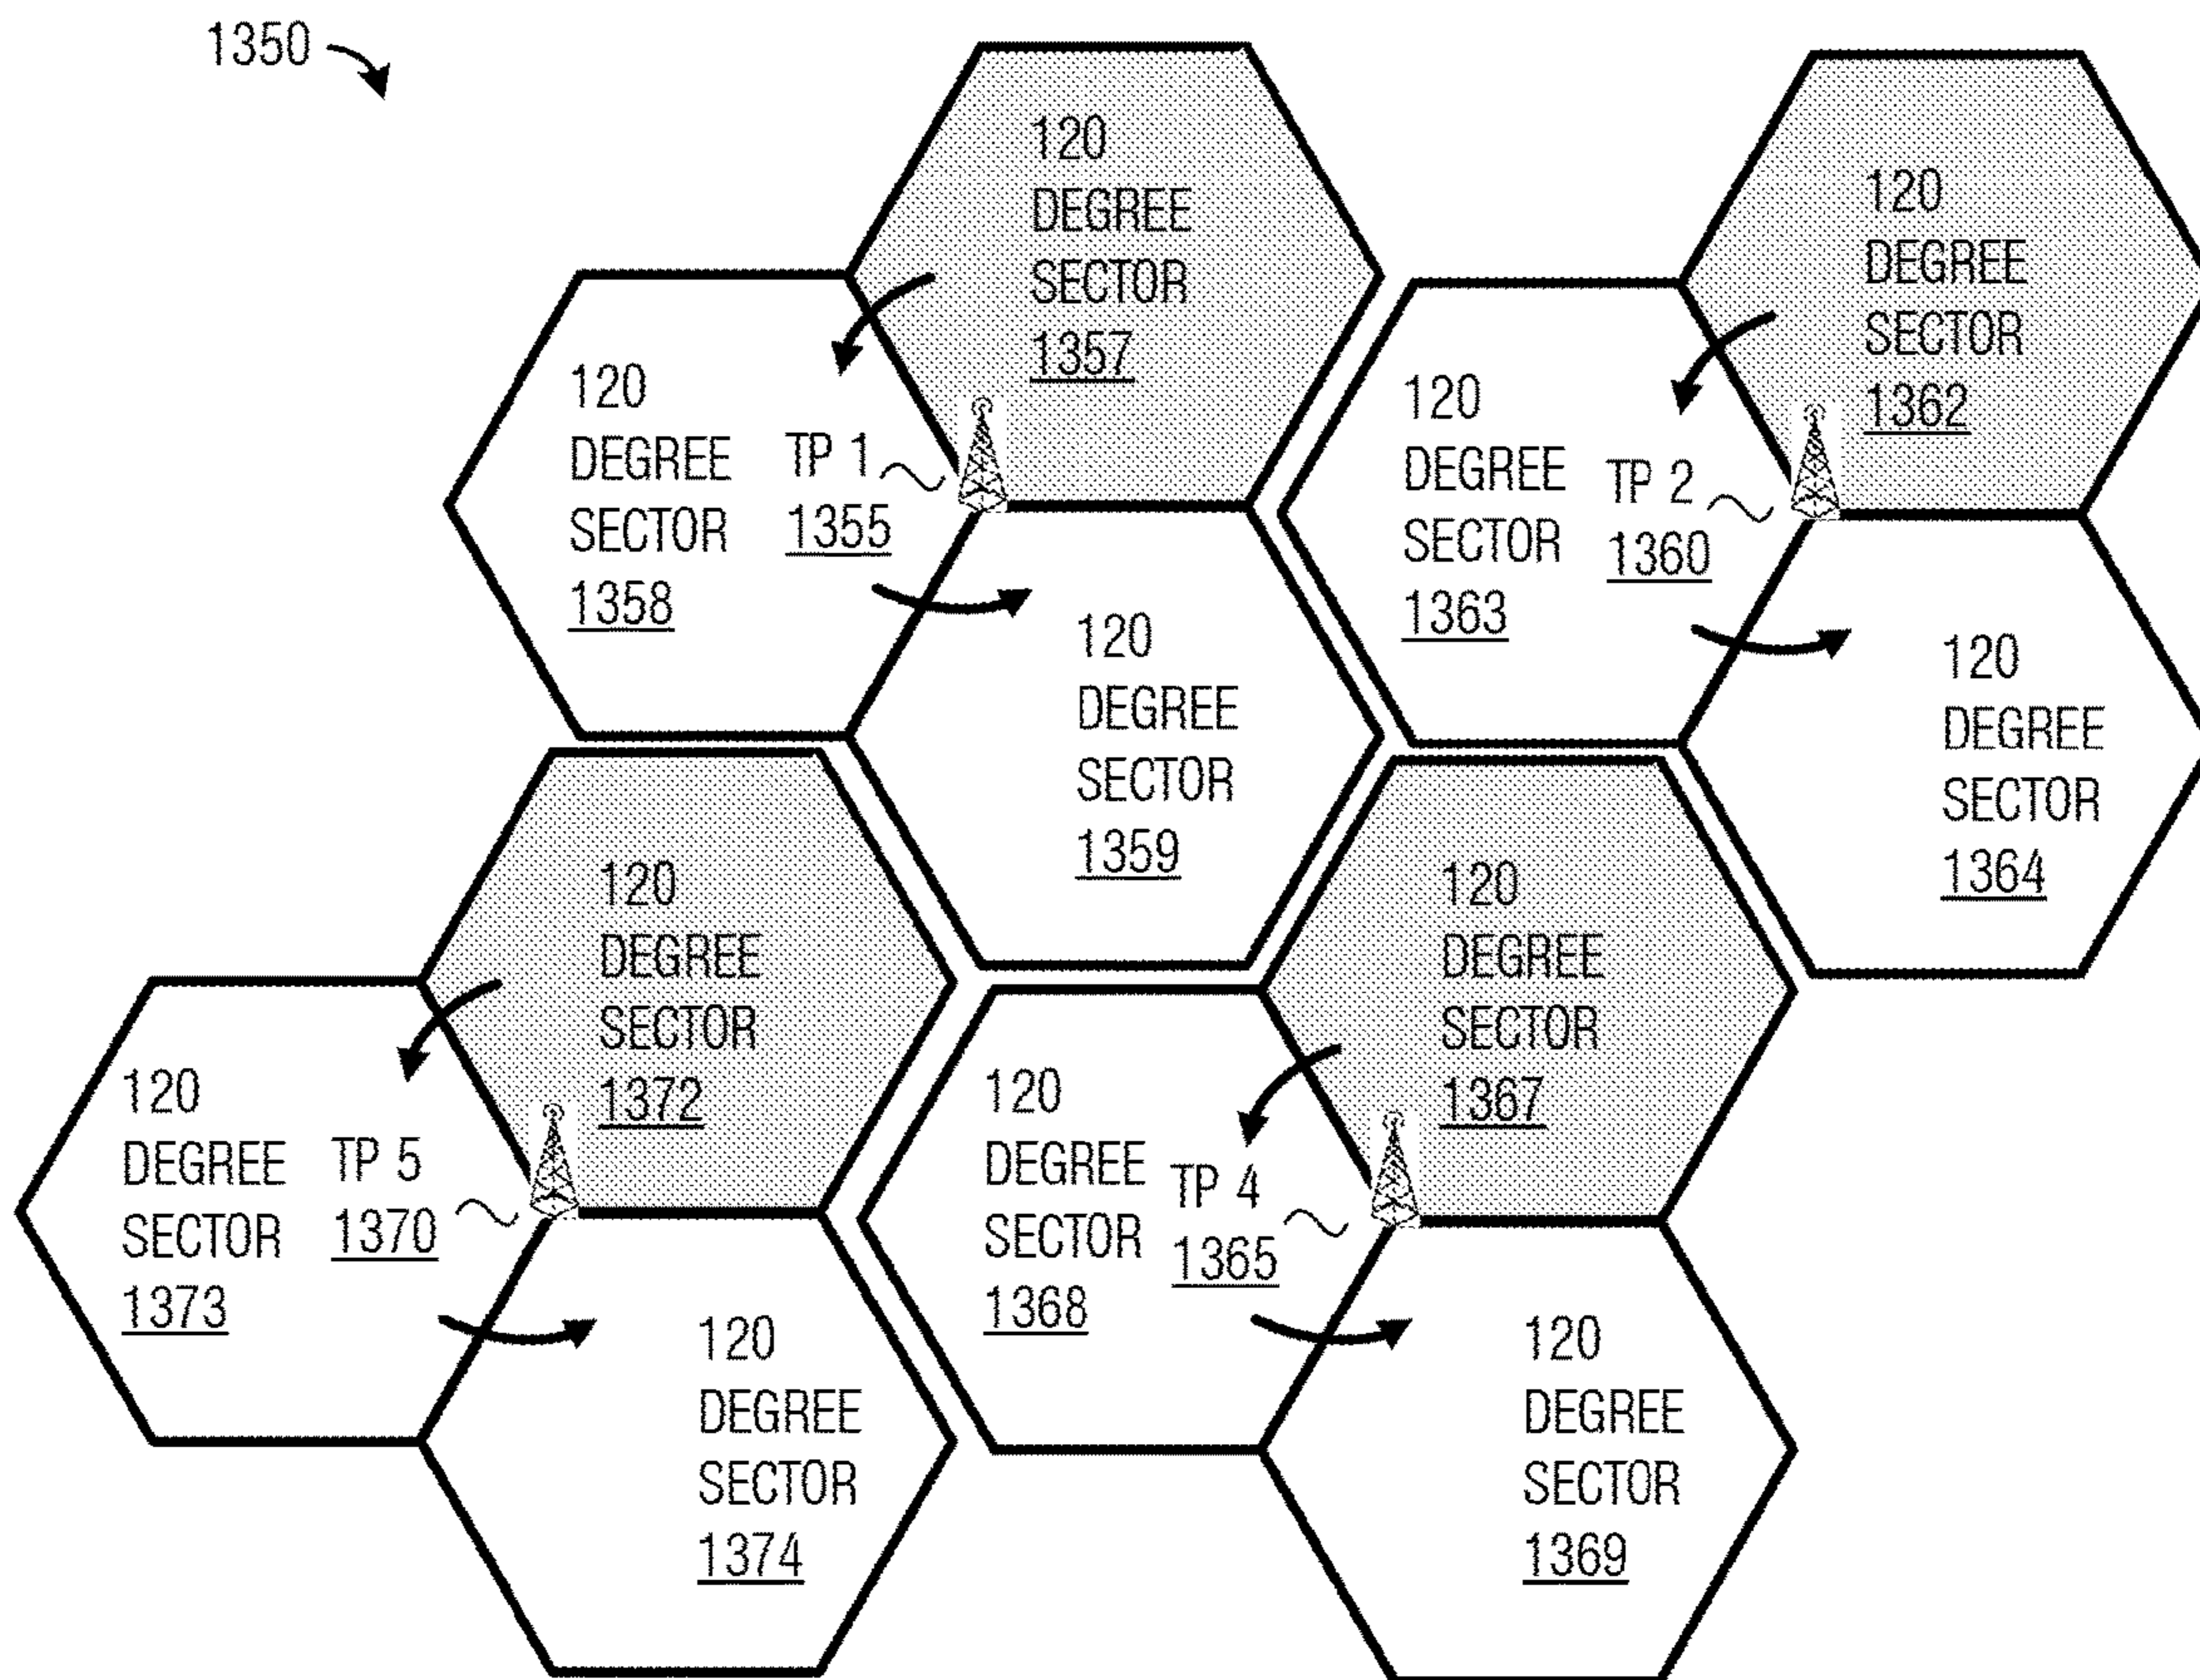 1350
120
DEGREE
SECTOR
1357
120
DEGREE
SECTOR
1362
120
DEGREE
SECTOR
1358
TP 1
1355
120
DEGREE
SECTOR
1363
TP 2
1360
120
DEGREE
SECTOR
1359
120
DEGREE
SECTOR
1364
120
DEGREE
SECTOR
1372
120
DEGREE
SECTOR
1367
120
DEGREE
SECTOR
1373
TP 5
1370
120
DEGREE
SECTOR
1368
TP 4
1365
120
DEGREE
SECTOR
1374
120
DEGREE
SECTOR
1369